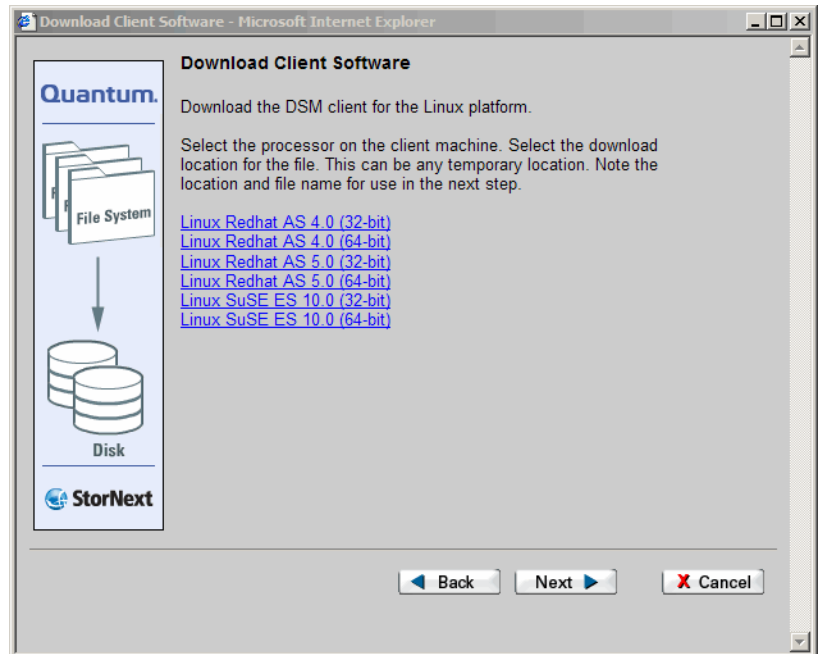 Download Client Software - Microsoft Internet Explorer
Quantum.
File System
Disk
StorNext
Download Client Software
Download the DSM client for the Linux platform.
Select the processor on the client machine. Select the download
location for the file. This can be any temporary location. Note the
location and file name for use in the next step.
Linux Redhat AS 4.0 (32-bit)
Linux Redhat AS 4.0 (64-bit)
Linux Redhat AS 5.0 (32-bit)
Linux Redhat AS 5.0 (64-bit)
Linux SuSE ES 10.0 (32-bit)
Linux SuSE ES 10.0 (64-bit)
Back
Next
X Cancel